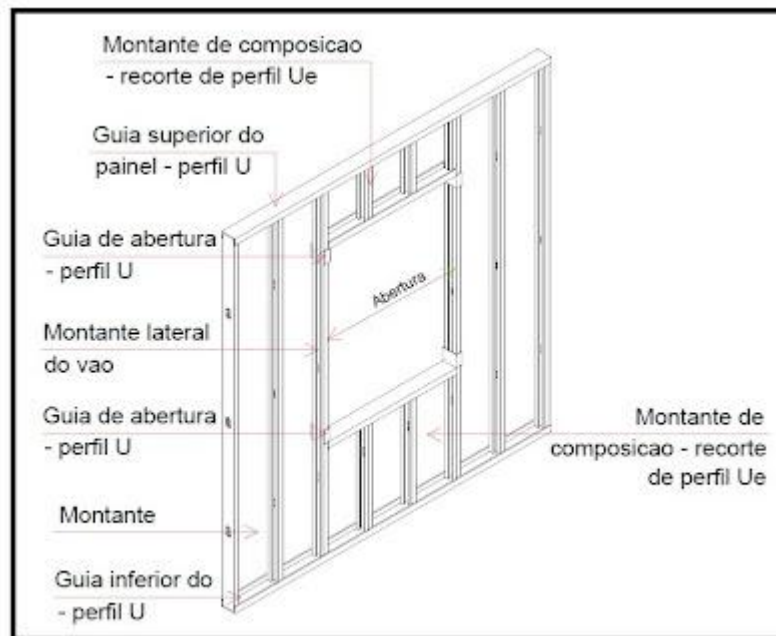 Montante de composicao
- recorte de perfil Ue
Guia superior do
painel - perfil U
Guia de abertura
- perfil U
Abertura
Montante lateral
do vao
Guia de abertura
- perfil U
Montante de
composicao - recorte
de perfil Ue
Montante
Guia inferior do
- perfil U